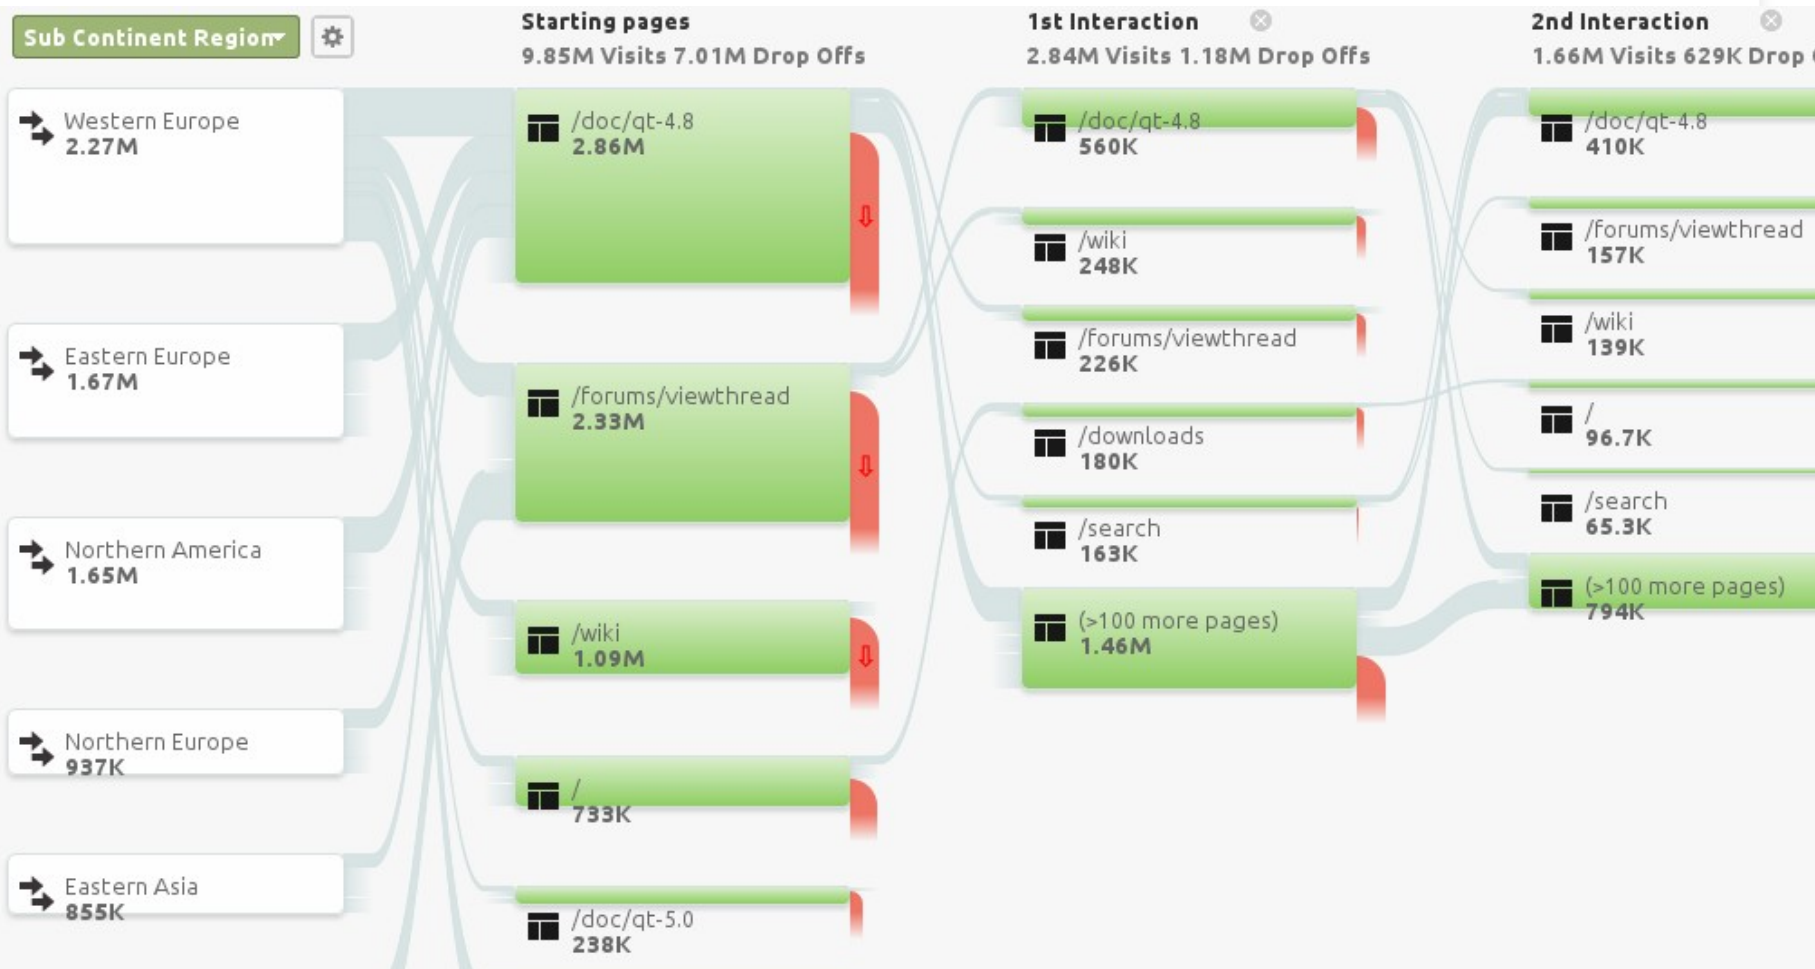 Sub Continent Region
Starting pages
9.85M Visits 7.01M Drop Offs
1st Interaction
2.84M Visits 1.18M Drop Offs
2nd Interaction
1.66M Visits 629K Drop
Western Europe
2.27M
Eastern Europe
1.67M
Northern America
1.65M
Northern Europe
937K
Eastern Asia
855K
/doc/qt-4.8
2.86M
/forums/viewthread
2.33M
/wiki
1.09M
/
733K
/doc/qt-5.0
238K
/doc/qt-4.8
560K
/wiki
248K
/forums/viewthread
226K
/downloads
180K
/search
163K
(>100 more pages)
1.46M
/doc/qt-4.8
410K
/forums/viewthread
157K
/wiki
139K
/
96.7K
/search
65.3K
(>100 more pages)
794K